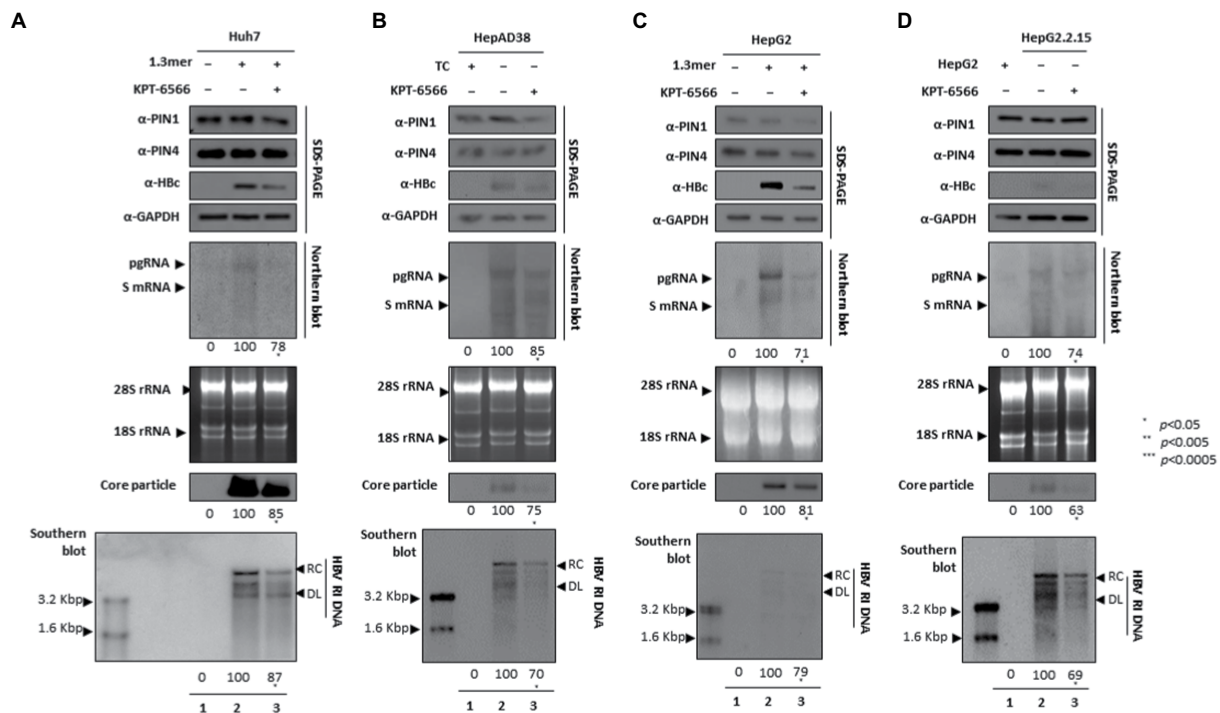 A
Huh7
1.3mer – + +
KPT-6566 – – +
α-PIN1
α-PIN4
α-HBc
α-GAPDH
SDS-PAGE
pgRNA
S mRNA
Northern blot
0 100 78
*
28S rRNA
18S rRNA
Core particle
0 100 85
*
Southern blot
3.2 Kbp
1.6 Kbp
RC
DL
HBV RI DNA
0 100 87
*
1 2 3
B
HepAD38
TC + – –
KPT-6566 – – +
α-PIN1
α-PIN4
α-HBc
α-GAPDH
SDS-PAGE
pgRNA
S mRNA
Northern blot
0 100 85
*
28S rRNA
18S rRNA
Core particle
0 100 75
*
Southern blot
3.2 Kbp
1.6 Kbp
RC
DL
HBV RI DNA
0 100 70
*
1 2 3
C
HepG2
1.3mer – + +
KPT-6566 – – +
α-PIN1
α-PIN4
α-HBc
α-GAPDH
SDS-PAGE
pgRNA
S mRNA
Northern blot
0 100 71
*
28S rRNA
18S rRNA
Core particle
0 100 81
*
Southern blot
3.2 Kbp
1.6 Kbp
RC
DL
HBV RI DNA
0 100 79
*
1 2 3
D
HepG2.2.15
HepG2 + – –
KPT-6566 – – +
α-PIN1
α-PIN4
α-HBc
α-GAPDH
SDS-PAGE
pgRNA
S mRNA
Northern blot
0 100 74
*
28S rRNA
18S rRNA
Core particle
0 100 63
*
Southern blot
3.2 Kbp
1.6 Kbp
RC
DL
HBV RI DNA
0 100 69
*
1 2 3
* p<0.05
** p<0.005
*** p<0.0005